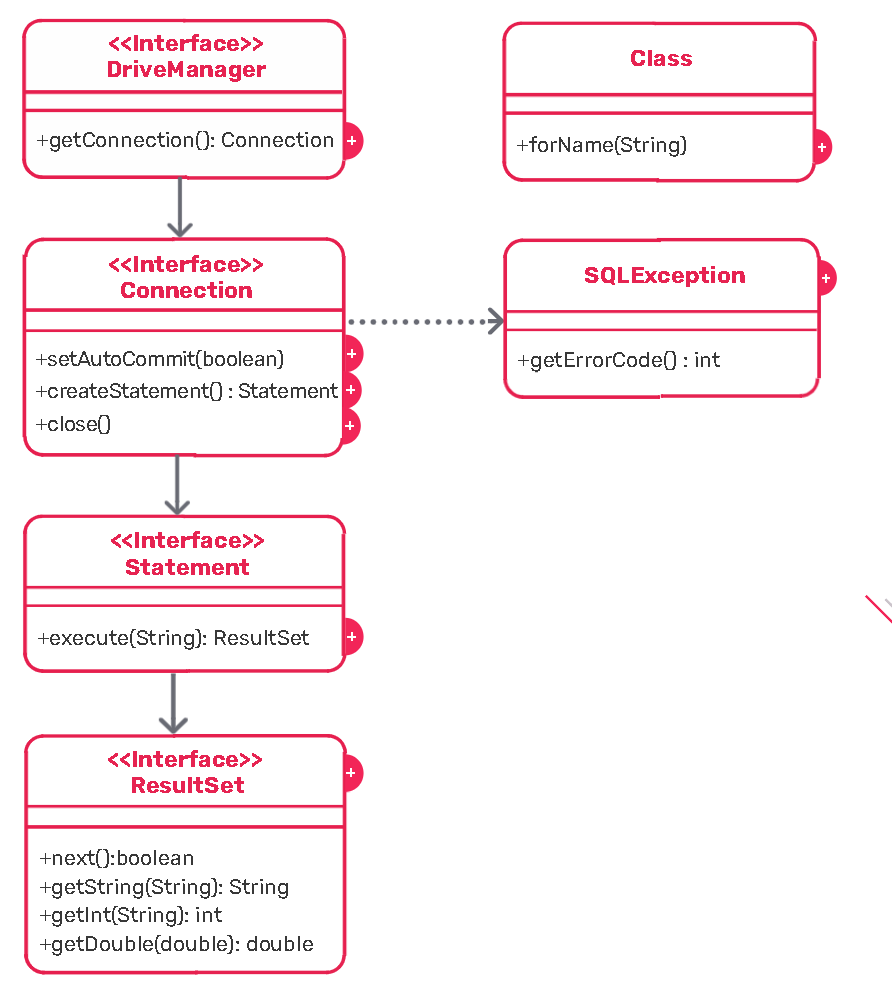 <<Interface>>
DriveManager
+getConnection(): Connection
+
Class
+forName(String)
+
<<Interface>>
Connection
+setAutoCommit(boolean)
+
+createStatement() : Statement
+
+close()
+
SQLException
+
+getErrorCode() : int
<<Interface>>
Statement
+execute(String): ResultSet
+
<<Interface>>
ResultSet
+
+next():boolean
+getString(String): String
+getInt(String): int
+getDouble(double): double